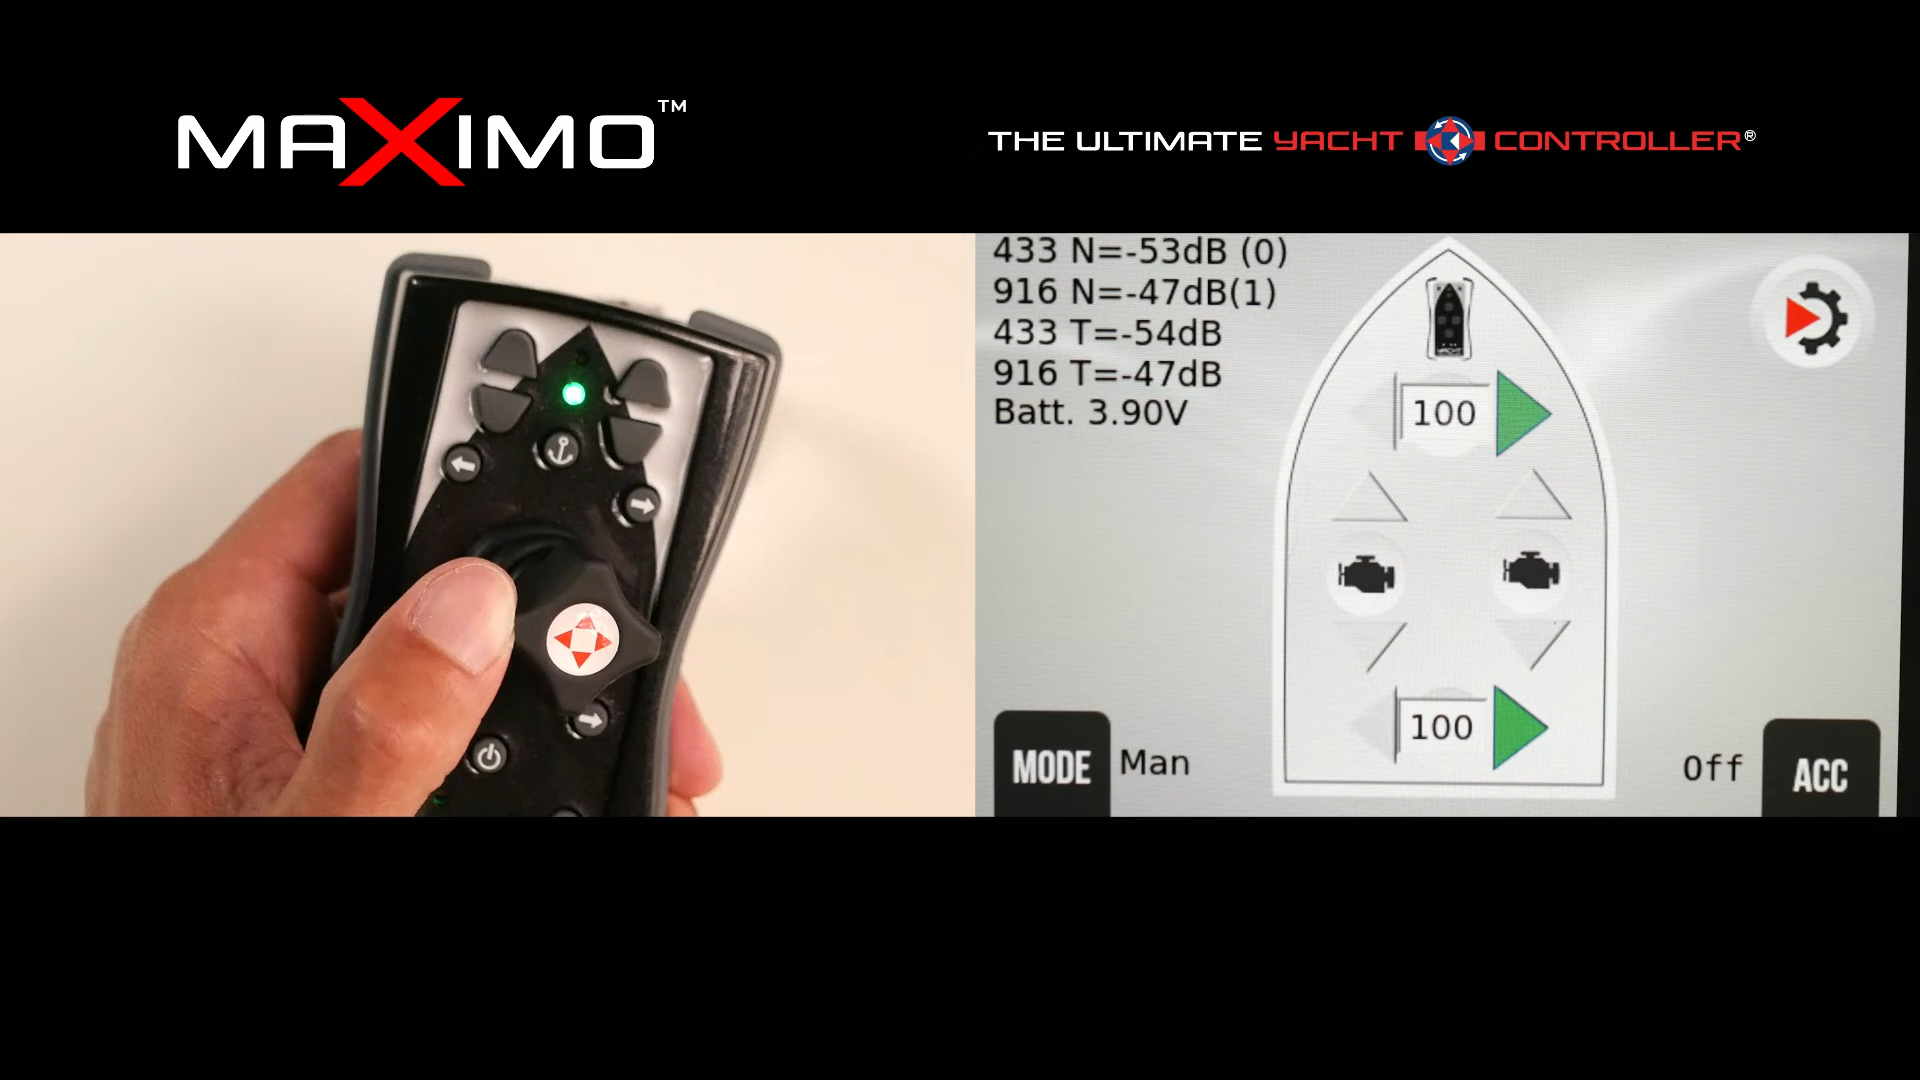 MAXIMO™
THE ULTIMATE YACHT CONTROLLER®
433 N=-53dB (0)
916 N=-47dB(1)
433 T=-54dB
916 T=-47dB
Batt. 3.90V
100
100
MODE
Man
Off
ACC